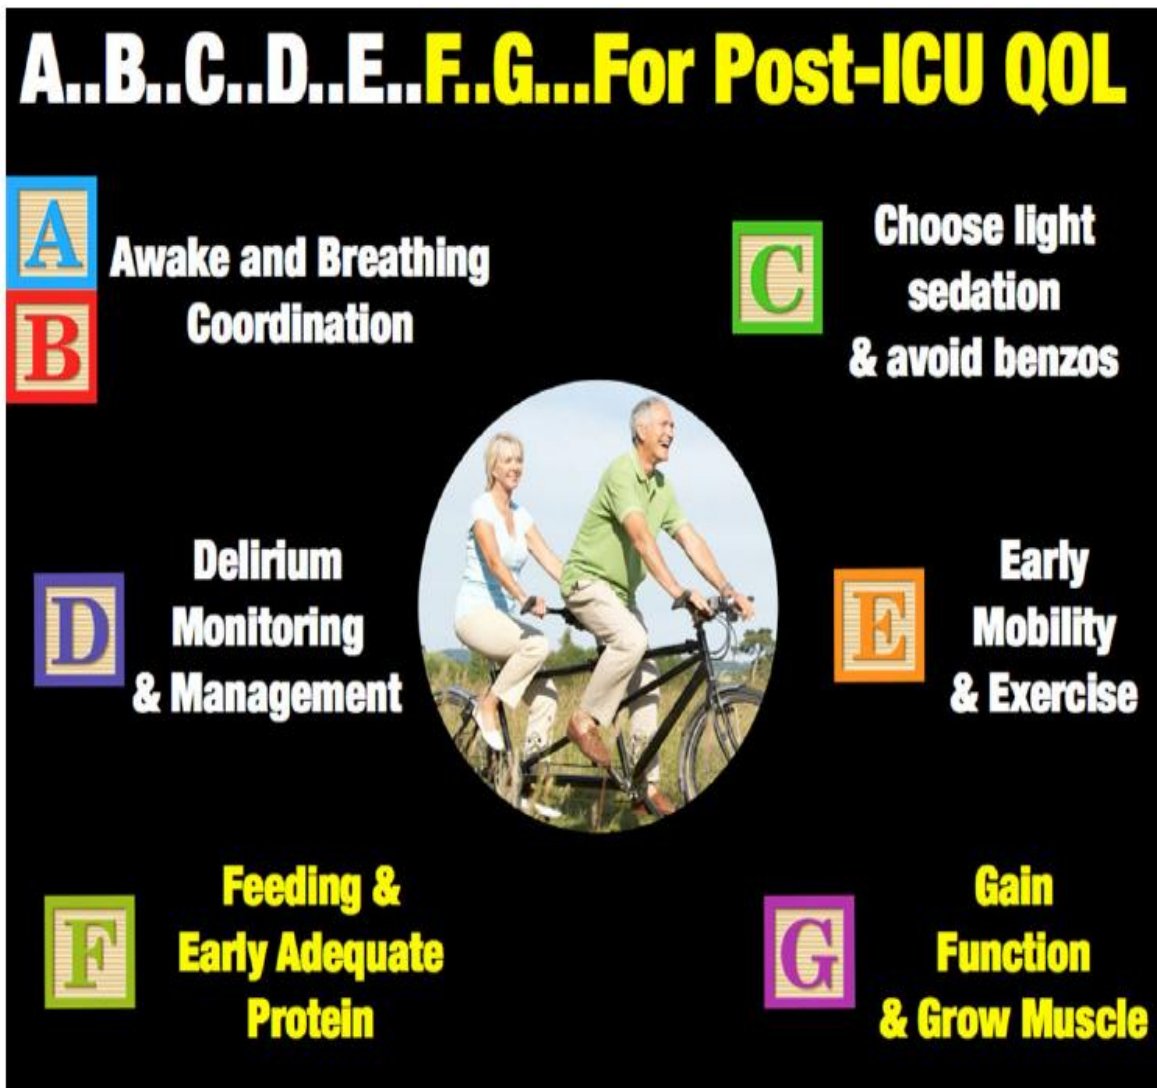 A..B..C..D..E..F..G...For Post-ICU QOL
A
B
Awake and Breathing
Coordination
C
Choose light
sedation
& avoid benzos
D
Delirium
Monitoring
& Management
E
Early
Mobility
& Exercise
F
Feeding &
Early Adequate
Protein
G
Gain
Function
& Grow Muscle